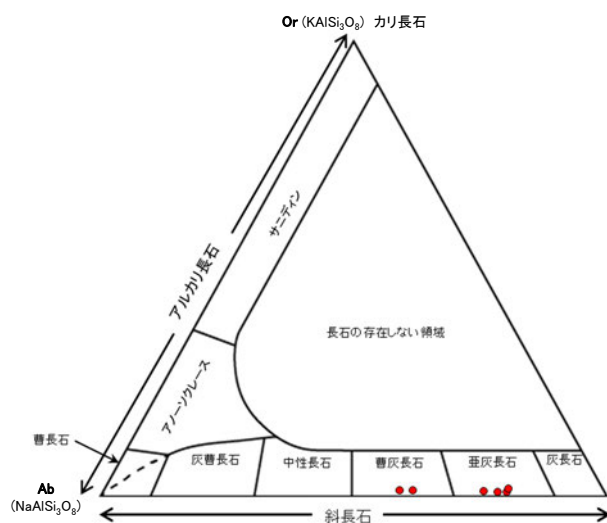 Or (KAlSi₃O₈) カリ長石
サニディン
アルカリ長石
長石の存在しない領域
アノーソクレース
曹長石
灰曹長石
中性長石
曹灰長石
亜灰長石
灰長石
Ab
(NaAlSi₃O₈)
斜長石